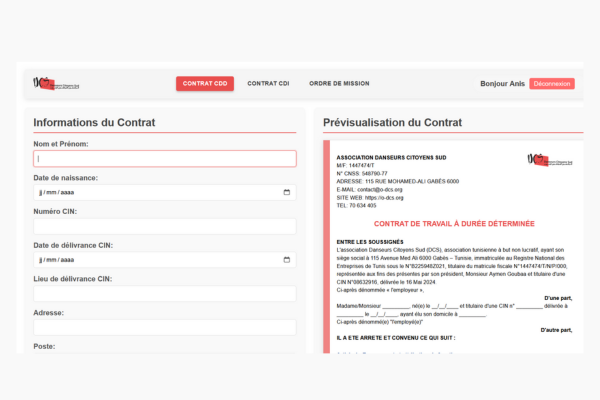 CONTRAT CDD
CONTRAT CDI
ORDRE DE MISSION
Bonjour Anis
Déconnexion
Informations du Contrat
Nom et Prénom:
Date de naissance:
jj / mm / aaaa
Numéro CIN:
Date de délivrance CIN:
jj / mm / aaaa
Lieu de délivrance CIN:
Adresse:
Poste:
Prévisualisation du Contrat
ASSOCIATION DANSEURS CITOYENS SUD
M/F: 1447474/T
N° CNSS: 548790-77
ADRESSE: 115 RUE MOHAMED-ALI GABÈS 6000
E-MAIL: contact@o-dcs.org
SITE WEB: https://o-dcs.org
TEL: 70 634 405
CONTRAT DE TRAVAIL À DURÉE DÉTERMINÉE
ENTRE LES SOUSSIGNÉS
L'association Danseurs Citoyens Sud (DCS), association tunisienne à but non lucratif, ayant son
siège social à 115 Avenue Med Ali 6000 Gabès – Tunisie, immatriculée au Registre National des
Entreprises de Tunis sous le N°B225948Z021, titulaire du matricule fiscale N°1447474/T/N/P/000,
représentée aux fins des présentes par son président, Monsieur Aymen Goubaa et titulaire d'une
CIN N°08632916, délivrée le 16 Mai 2024.
Ci-après dénommée « l'employeur »,
D'une part,
Madame/Monsieur ________, né(e) le __/__/____ et titulaire d'une CIN n° ________ délivrée à
________ le __/__/____, ayant élu son domicile à ________.
Ci-après dénommé(e) "l'employé(e)"
D'autre part,
IL A ETE ARRETE ET CONVENU CE QUI SUIT :